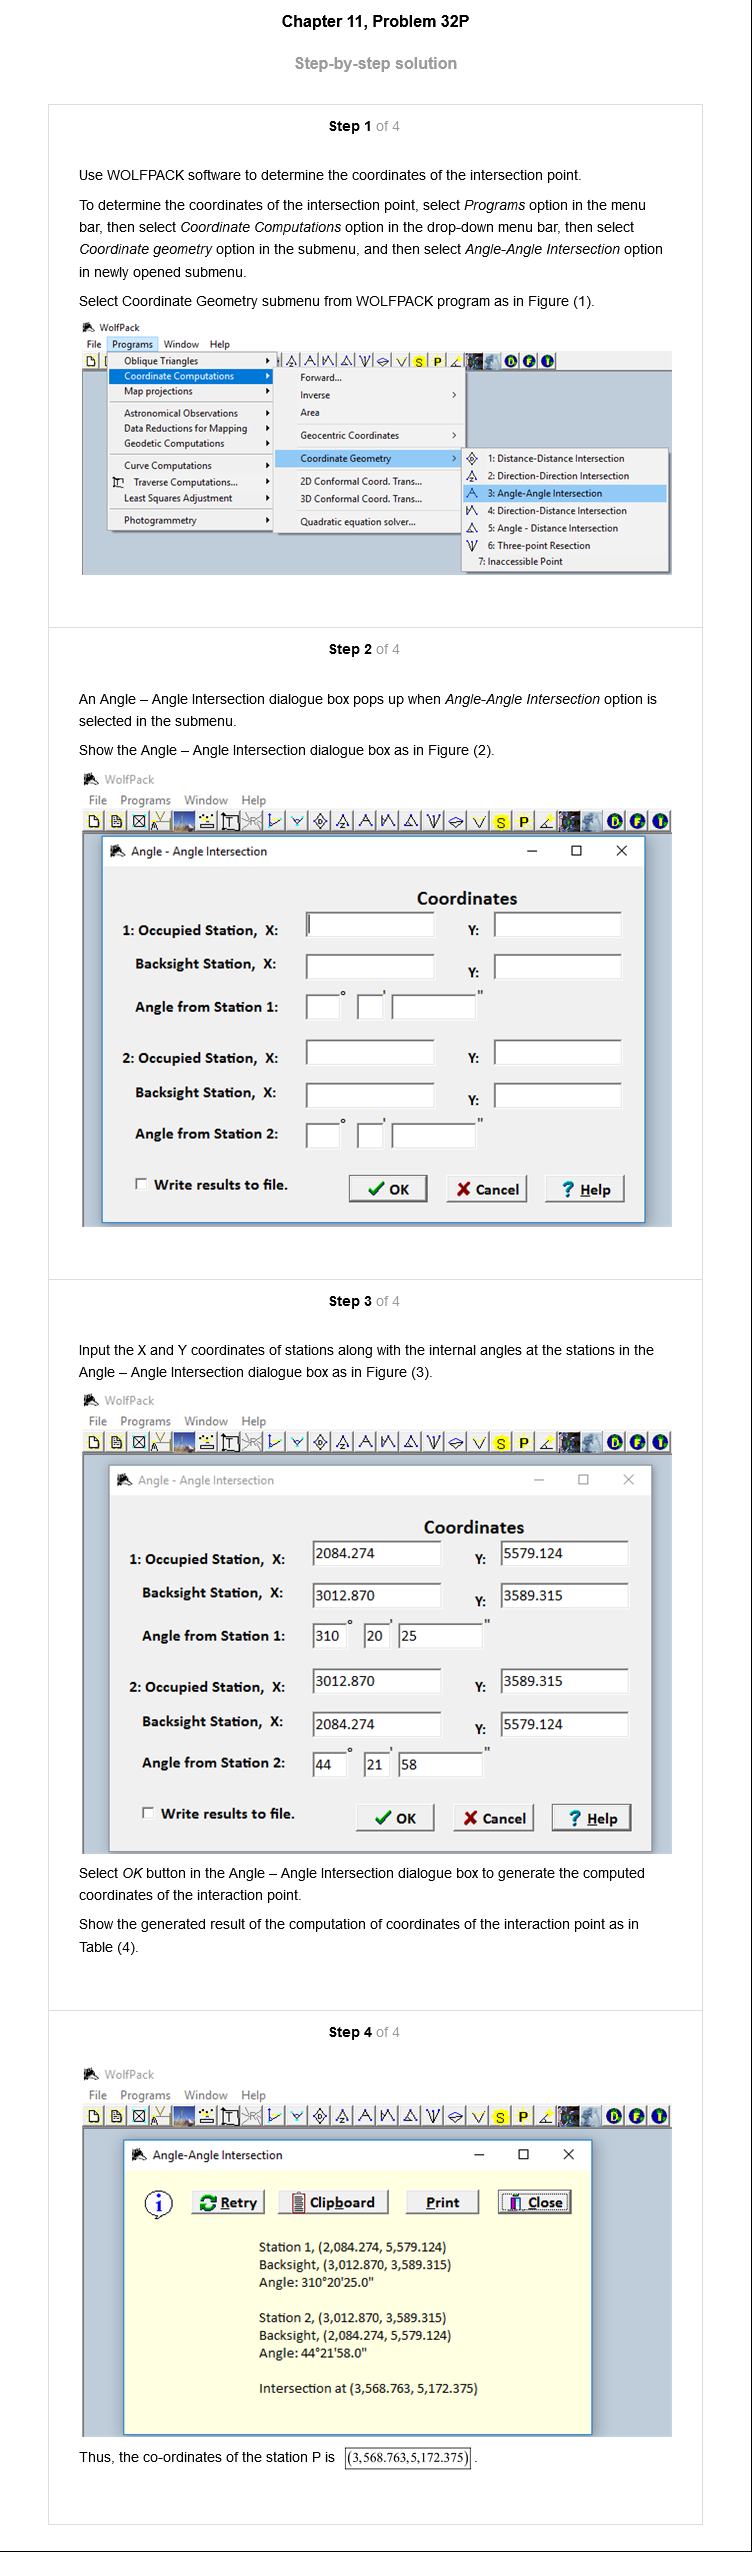 Chapter 11, Problem 32P
Step-by-step solution
Step 1 of 4
Use WOLFPACK software to determine the coordinates of the intersection point.
To determine the coordinates of the intersection point, select Programs option in the menu
bar, then select Coordinate Computations option in the drop-down menu bar, then select
Coordinate geometry option in the submenu, and then select Angle-Angle Intersection option
in newly opened submenu.
Select Coordinate Geometry submenu from WOLFPACK program as in Figure (1).
WolfPack
File Programs Window Help
Oblique Triangles
Coordinate Computations
Map projections
Astronomical Observations
Data Reductions for Mapping
Geodetic Computations
Curve Computations
Traverse Computations...
Least Squares Adjustment
Photogrammetry
Forward...
Inverse
Area
Geocentric Coordinates
Coordinate Geometry
2D Conformal Coord. Trans...
3D Conformal Coord. Trans...
Quadratic equation solver...
1: Distance-Distance Intersection
2: Direction-Direction Intersection
3: Angle-Angle Intersection
4: Direction-Distance Intersection
5: Angle - Distance Intersection
6: Three-point Resection
7: Inaccessible Point
Step 2 of 4
An Angle – Angle Intersection dialogue box pops up when Angle-Angle Intersection option is
selected in the submenu.
Show the Angle – Angle Intersection dialogue box as in Figure (2).
WolfPack
File Programs Window Help
Angle - Angle Intersection
Coordinates
1: Occupied Station, X: Y:
Backsight Station, X: Y:
Angle from Station 1: ° ' "
2: Occupied Station, X: Y:
Backsight Station, X: Y:
Angle from Station 2: ° ' "
Write results to file. OK Cancel Help
Step 3 of 4
Input the X and Y coordinates of stations along with the internal angles at the stations in the
Angle – Angle Intersection dialogue box as in Figure (3).
WolfPack
File Programs Window Help
Angle - Angle Intersection
Coordinates
1: Occupied Station, X: 2084.274 Y: 5579.124
Backsight Station, X: 3012.870 Y: 3589.315
Angle from Station 1: 310 ° 20 ' 25 "
2: Occupied Station, X: 3012.870 Y: 3589.315
Backsight Station, X: 2084.274 Y: 5579.124
Angle from Station 2: 44 ° 21 ' 58 "
Write results to file. OK Cancel Help
Select OK button in the Angle – Angle Intersection dialogue box to generate the computed
coordinates of the interaction point.
Show the generated result of the computation of coordinates of the interaction point as in
Table (4).
Step 4 of 4
WolfPack
File Programs Window Help
Angle-Angle Intersection
Retry Clipboard Print Close
Station 1, (2,084.274, 5,579.124)
Backsight, (3,012.870, 3,589.315)
Angle: 310°20'25.0"
Station 2, (3,012.870, 3,589.315)
Backsight, (2,084.274, 5,579.124)
Angle: 44°21'58.0"
Intersection at (3,568.763, 5,172.375)
Thus, the co-ordinates of the station P is (3,568.763,5,172.375) .